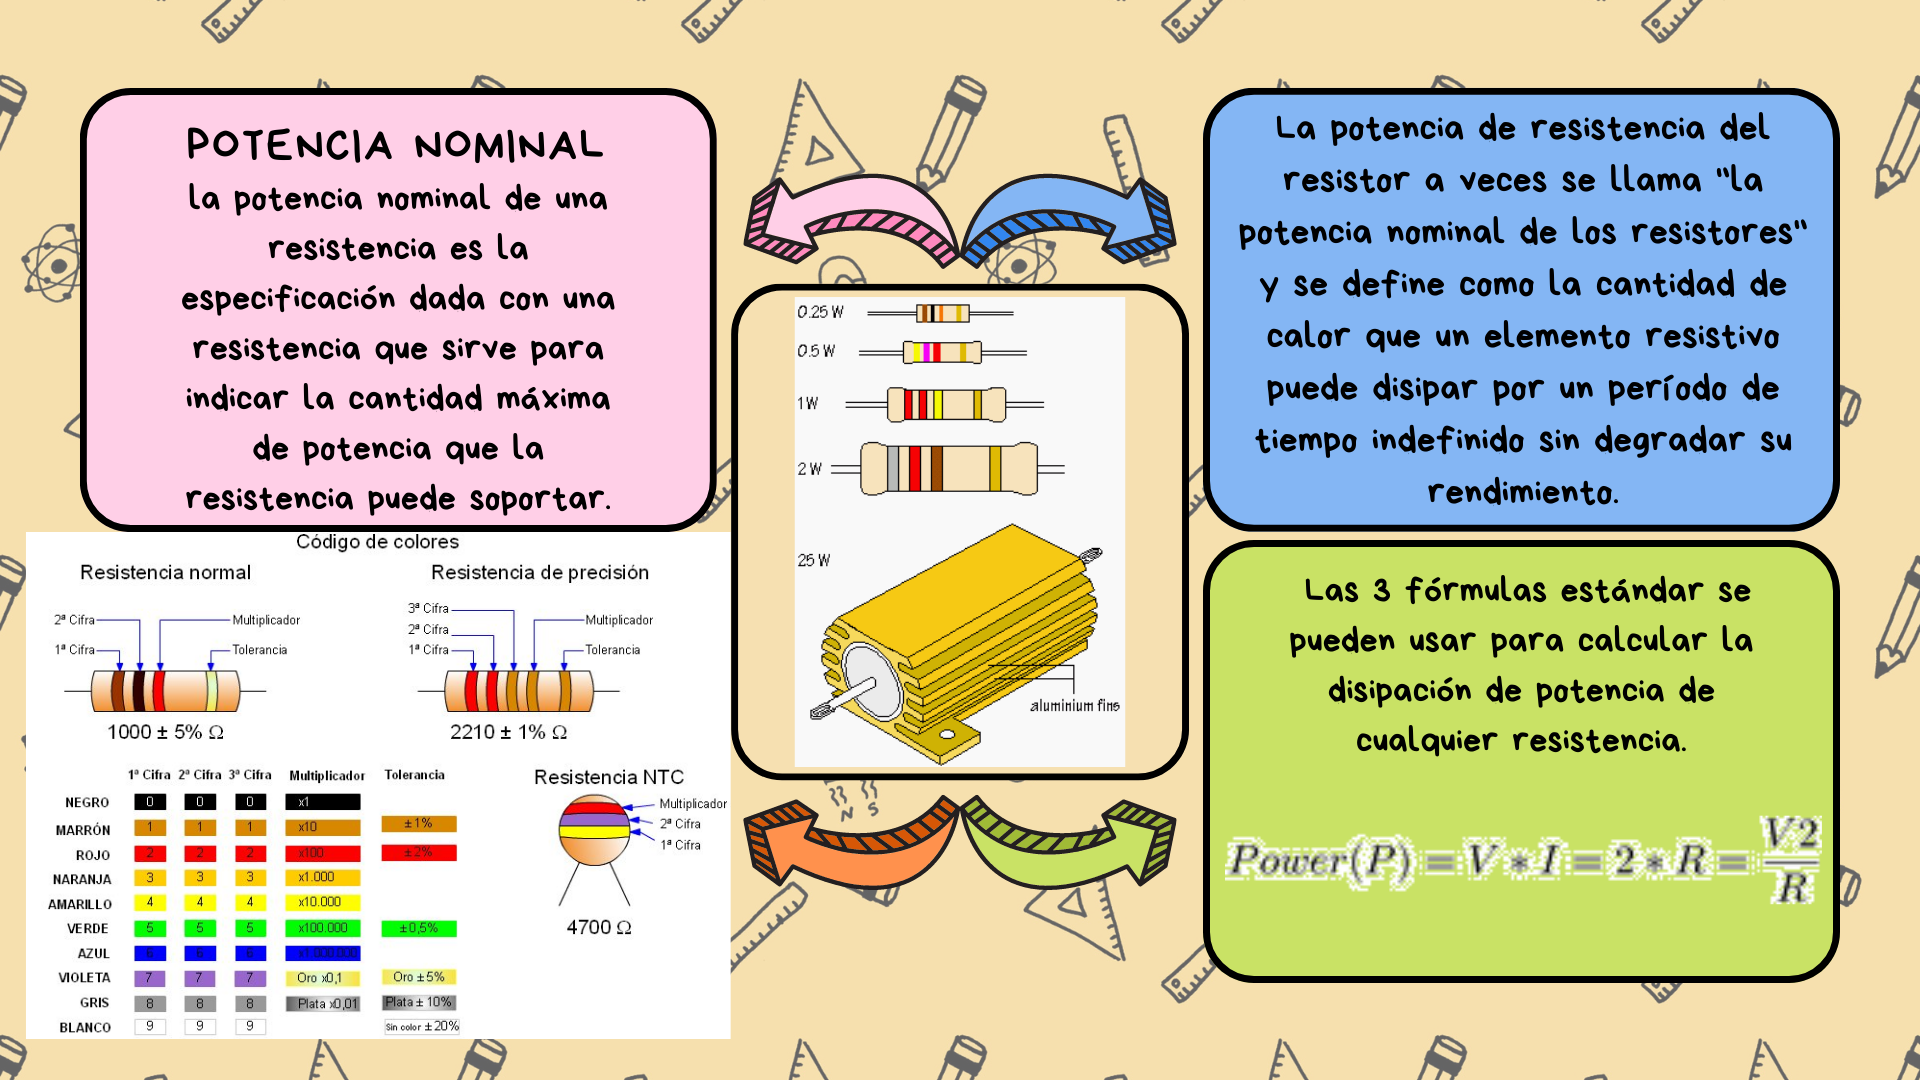 POTENCIA NOMINAL
la potencia nominal de una
resistencia es la
especificación dada con una
resistencia que sirve para
indicar la cantidad máxima
de potencia que la
resistencia puede soportar.
La potencia de resistencia del
resistor a veces se llama "la
potencia nominal de los resistores"
y se define como la cantidad de
calor que un elemento resistivo
puede disipar por un período de
tiempo indefinido sin degradar su
rendimiento.
0.25 W
0.5 W
1 W
2 W
25 W
aluminium fins
Las 3 fórmulas estándar se
pueden usar para calcular la
disipación de potencia de
cualquier resistencia.
Power(P) = V * I = 2 * R = V2/R
Código de colores
Resistencia normal
2ª Cifra
1ª Cifra
Multiplicador
Tolerancia
1000 ± 5% Ω
Resistencia de precisión
3ª Cifra
2ª Cifra
1ª Cifra
Multiplicador
Tolerancia
2210 ± 1% Ω
1ª Cifra 2ª Cifra 3ª Cifra Multiplicador Tolerancia
NEGRO 0 0 0 x1
MARRÓN 1 1 1 x10 ±1%
ROJO 2 2 2 x100 ±2%
NARANJA 3 3 3 x1.000
AMARILLO 4 4 4 x10.000
VERDE 5 5 5 x100.000 ±0,5%
AZUL 6 6 6 x1.000.000
VIOLETA 7 7 7 Oro x0,1 Oro ±5%
GRIS 8 8 8 Plata x0,01 Plata ± 10%
BLANCO 9 9 9 Sin color ±20%
Resistencia NTC
Multiplicador
2ª Cifra
1ª Cifra
4700 Ω
N S